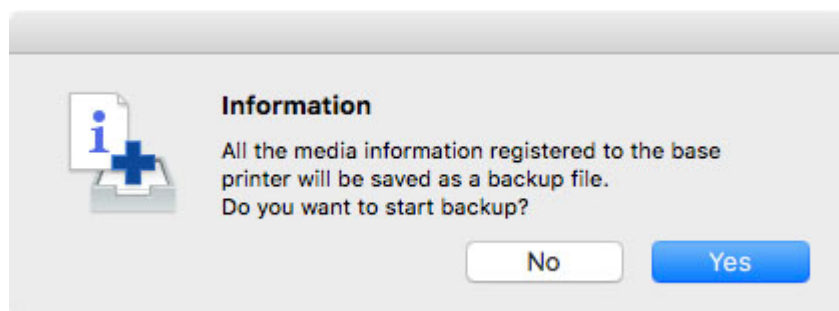 Information
All the media information registered to the base
printer will be saved as a backup file.
Do you want to start backup?
No
Yes